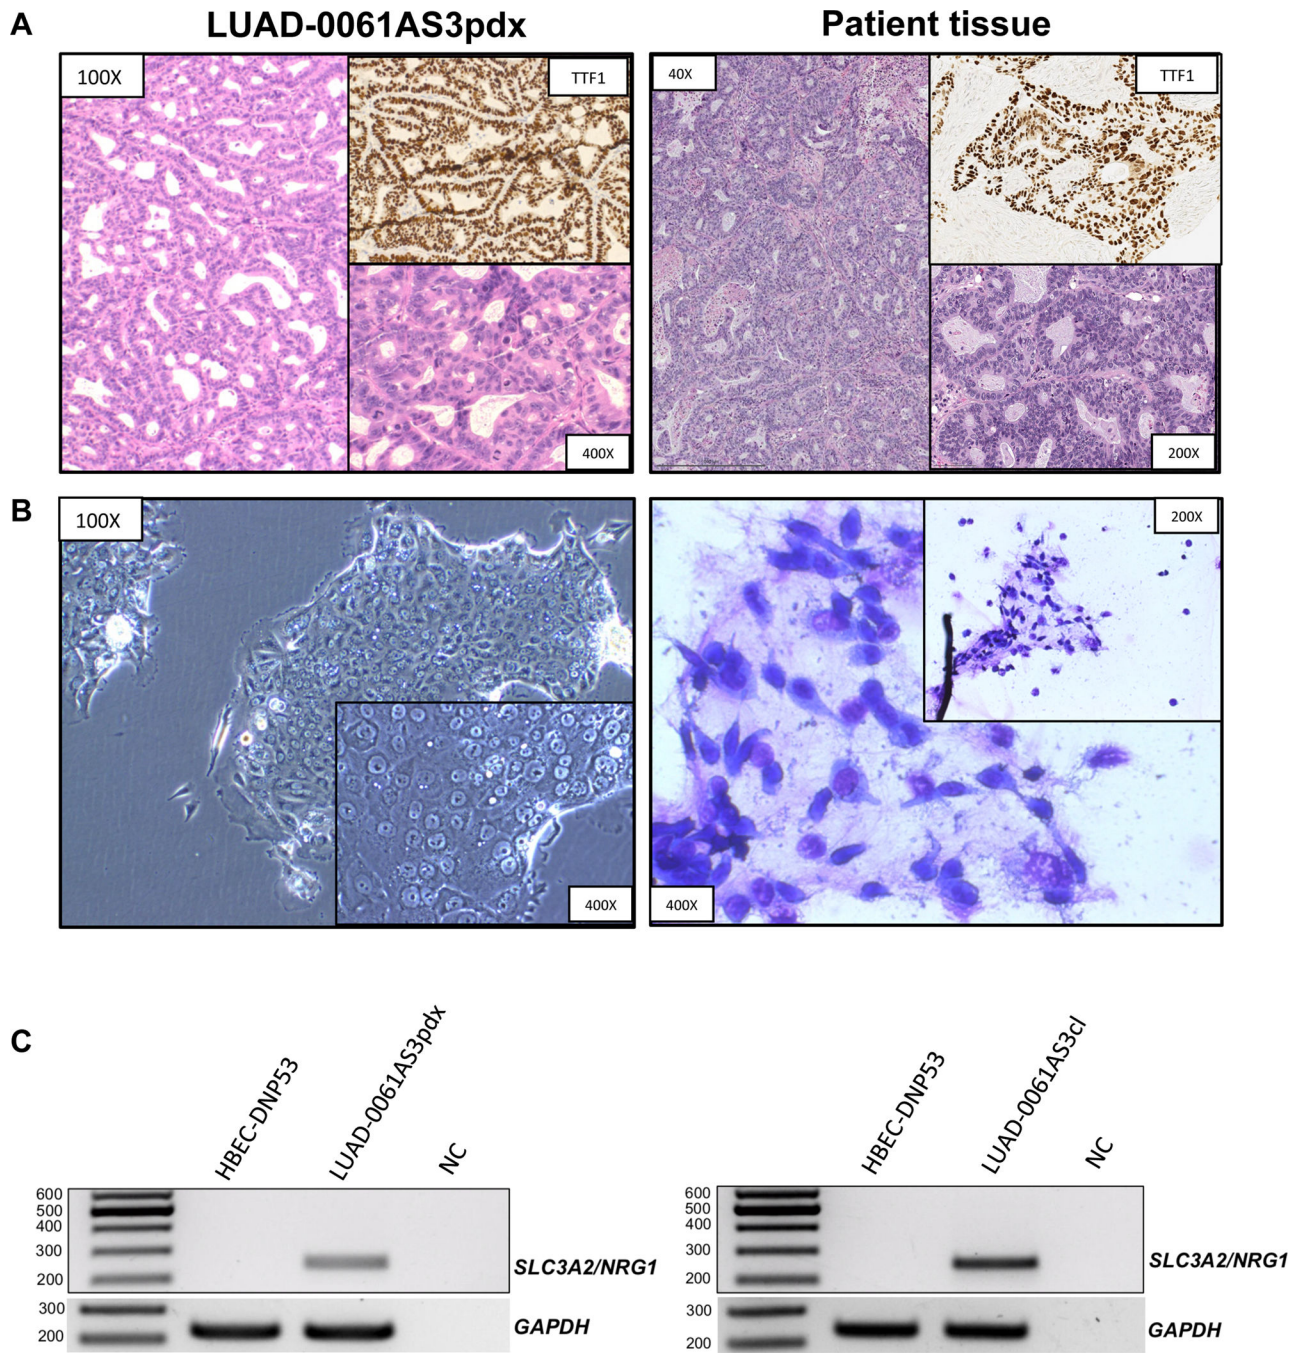 A
LUAD-0061AS3pdx
Patient tissue
100X
TTF1
400X
40X
TTF1
200X
B
100X
400X
400X
200X
C
HBEC-DNP53
LUAD-0061AS3pdx
NC
600
500
400
300
200
SLC3A2/NRG1
300
200
GAPDH
HBEC-DNP53
LUAD-0061AS3cl
NC
600
500
400
300
200
SLC3A2/NRG1
300
200
GAPDH